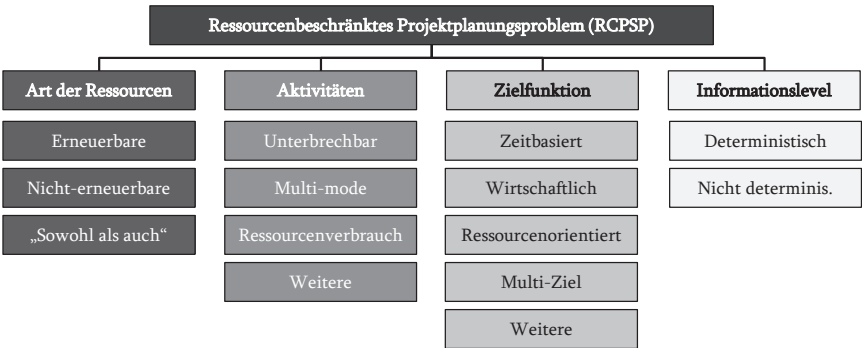 Ressourcenbeschränktes Projektplanungsproblem (RCPSP)
Art der Ressourcen
Erneuerbare
Nicht-erneuerbare
„Sowohl als auch“
Aktivitäten
Unterbrechbar
Multi-mode
Ressourcenverbrauch
Weitere
Zielfunktion
Zeitbasiert
Wirtschaftlich
Ressourcenorientiert
Multi-Ziel
Weitere
Informationslevel
Deterministisch
Nicht determinis.